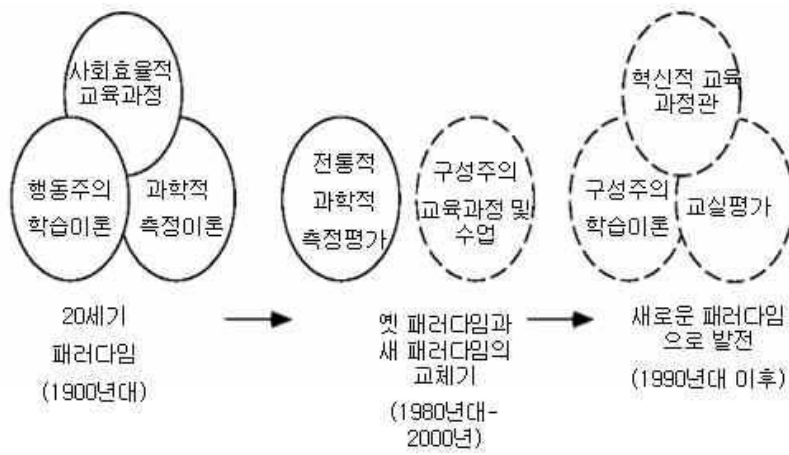 사회효율적
교육과정
행동주의
학습이론
과학적
측정이론
20세기
패러다임
(1900년대)
전통적
과학적
측정평가
구성주의
교육과정 및
수업
옛 패러다임과
새 패러다임의
교체기
(1980년대-
2000년)
혁신적 교육
과정관
구성주의
학습이론
교실평가
새로운 패러다임
으로 발전
(1990년대 이후)